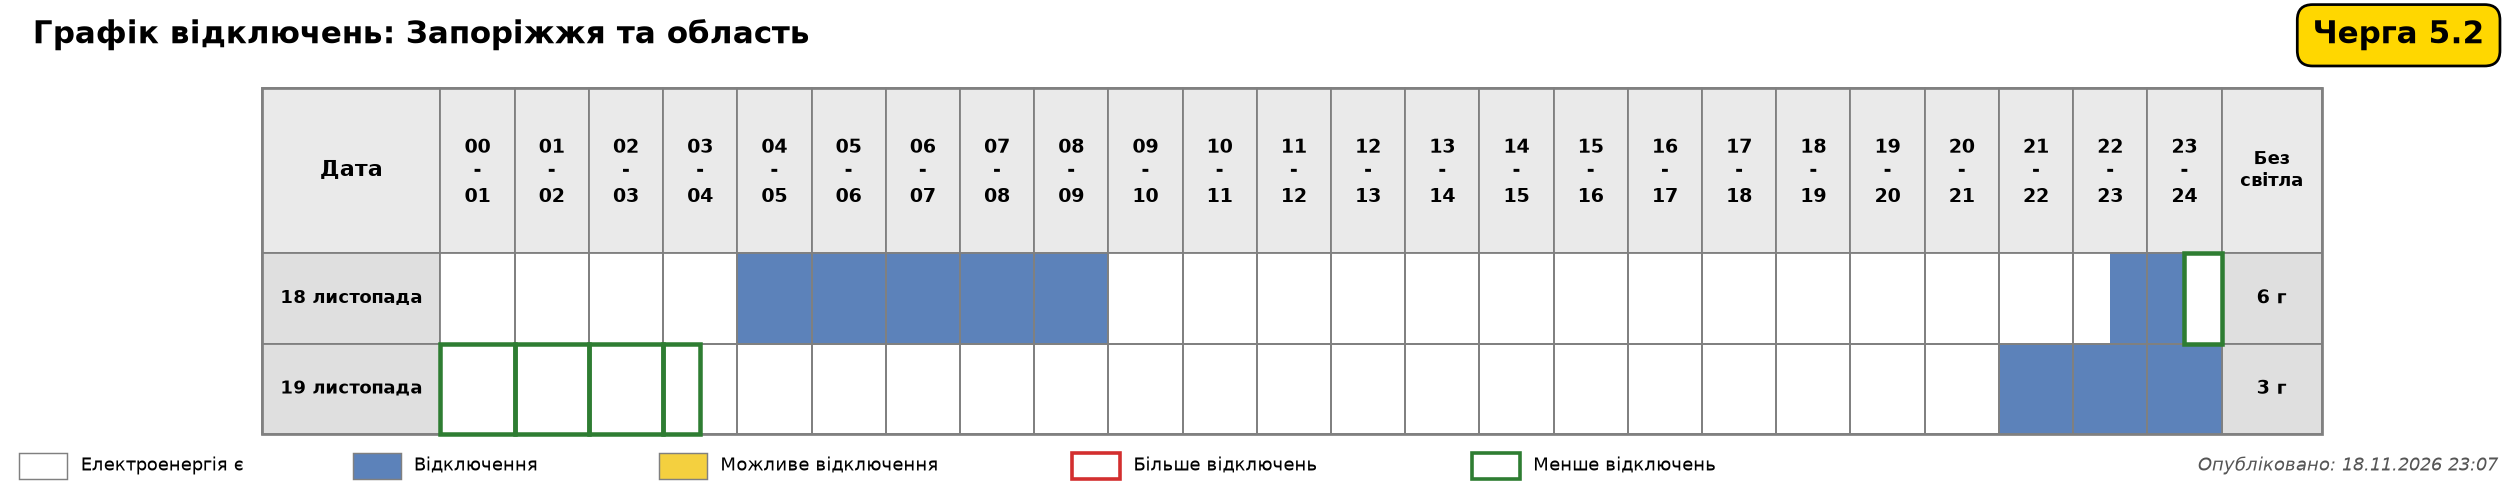 Графік відключень: Запоріжжя та область
Черга 5.2
Дата
00 - 01
01 - 02
02 - 03
03 - 04
04 - 05
05 - 06
06 - 07
07 - 08
08 - 09
09 - 10
10 - 11
11 - 12
12 - 13
13 - 14
14 - 15
15 - 16
16 - 17
17 - 18
18 - 19
19 - 20
20 - 21
21 - 22
22 - 23
23 - 24
Без
світла
18 листопада
6 г
19 листопада
3 г
Електроенергія є
Відключення
Можливе відключення
Більше відключень
Менше відключень
Опубліковано: 18.11.2026 23:07